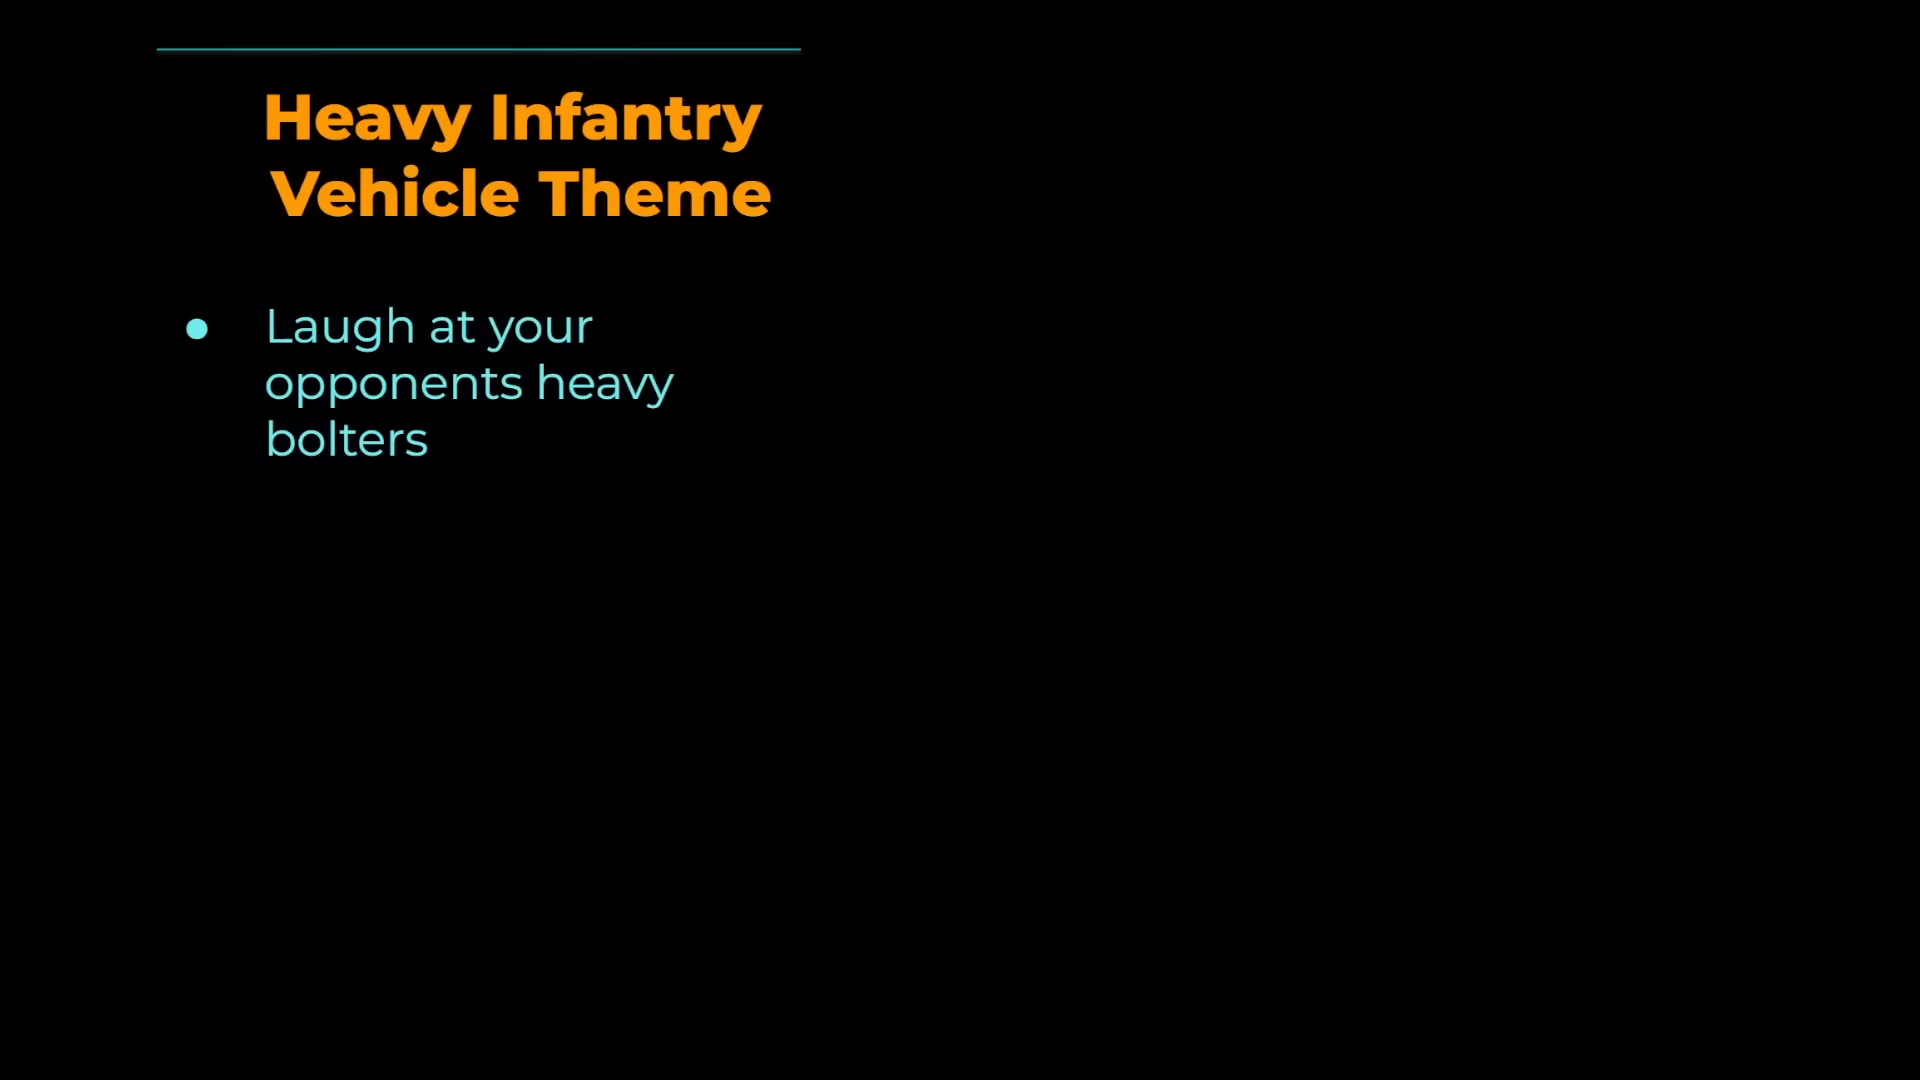 Heavy Infantry
Vehicle Theme
● Laugh at your
opponents heavy
bolters